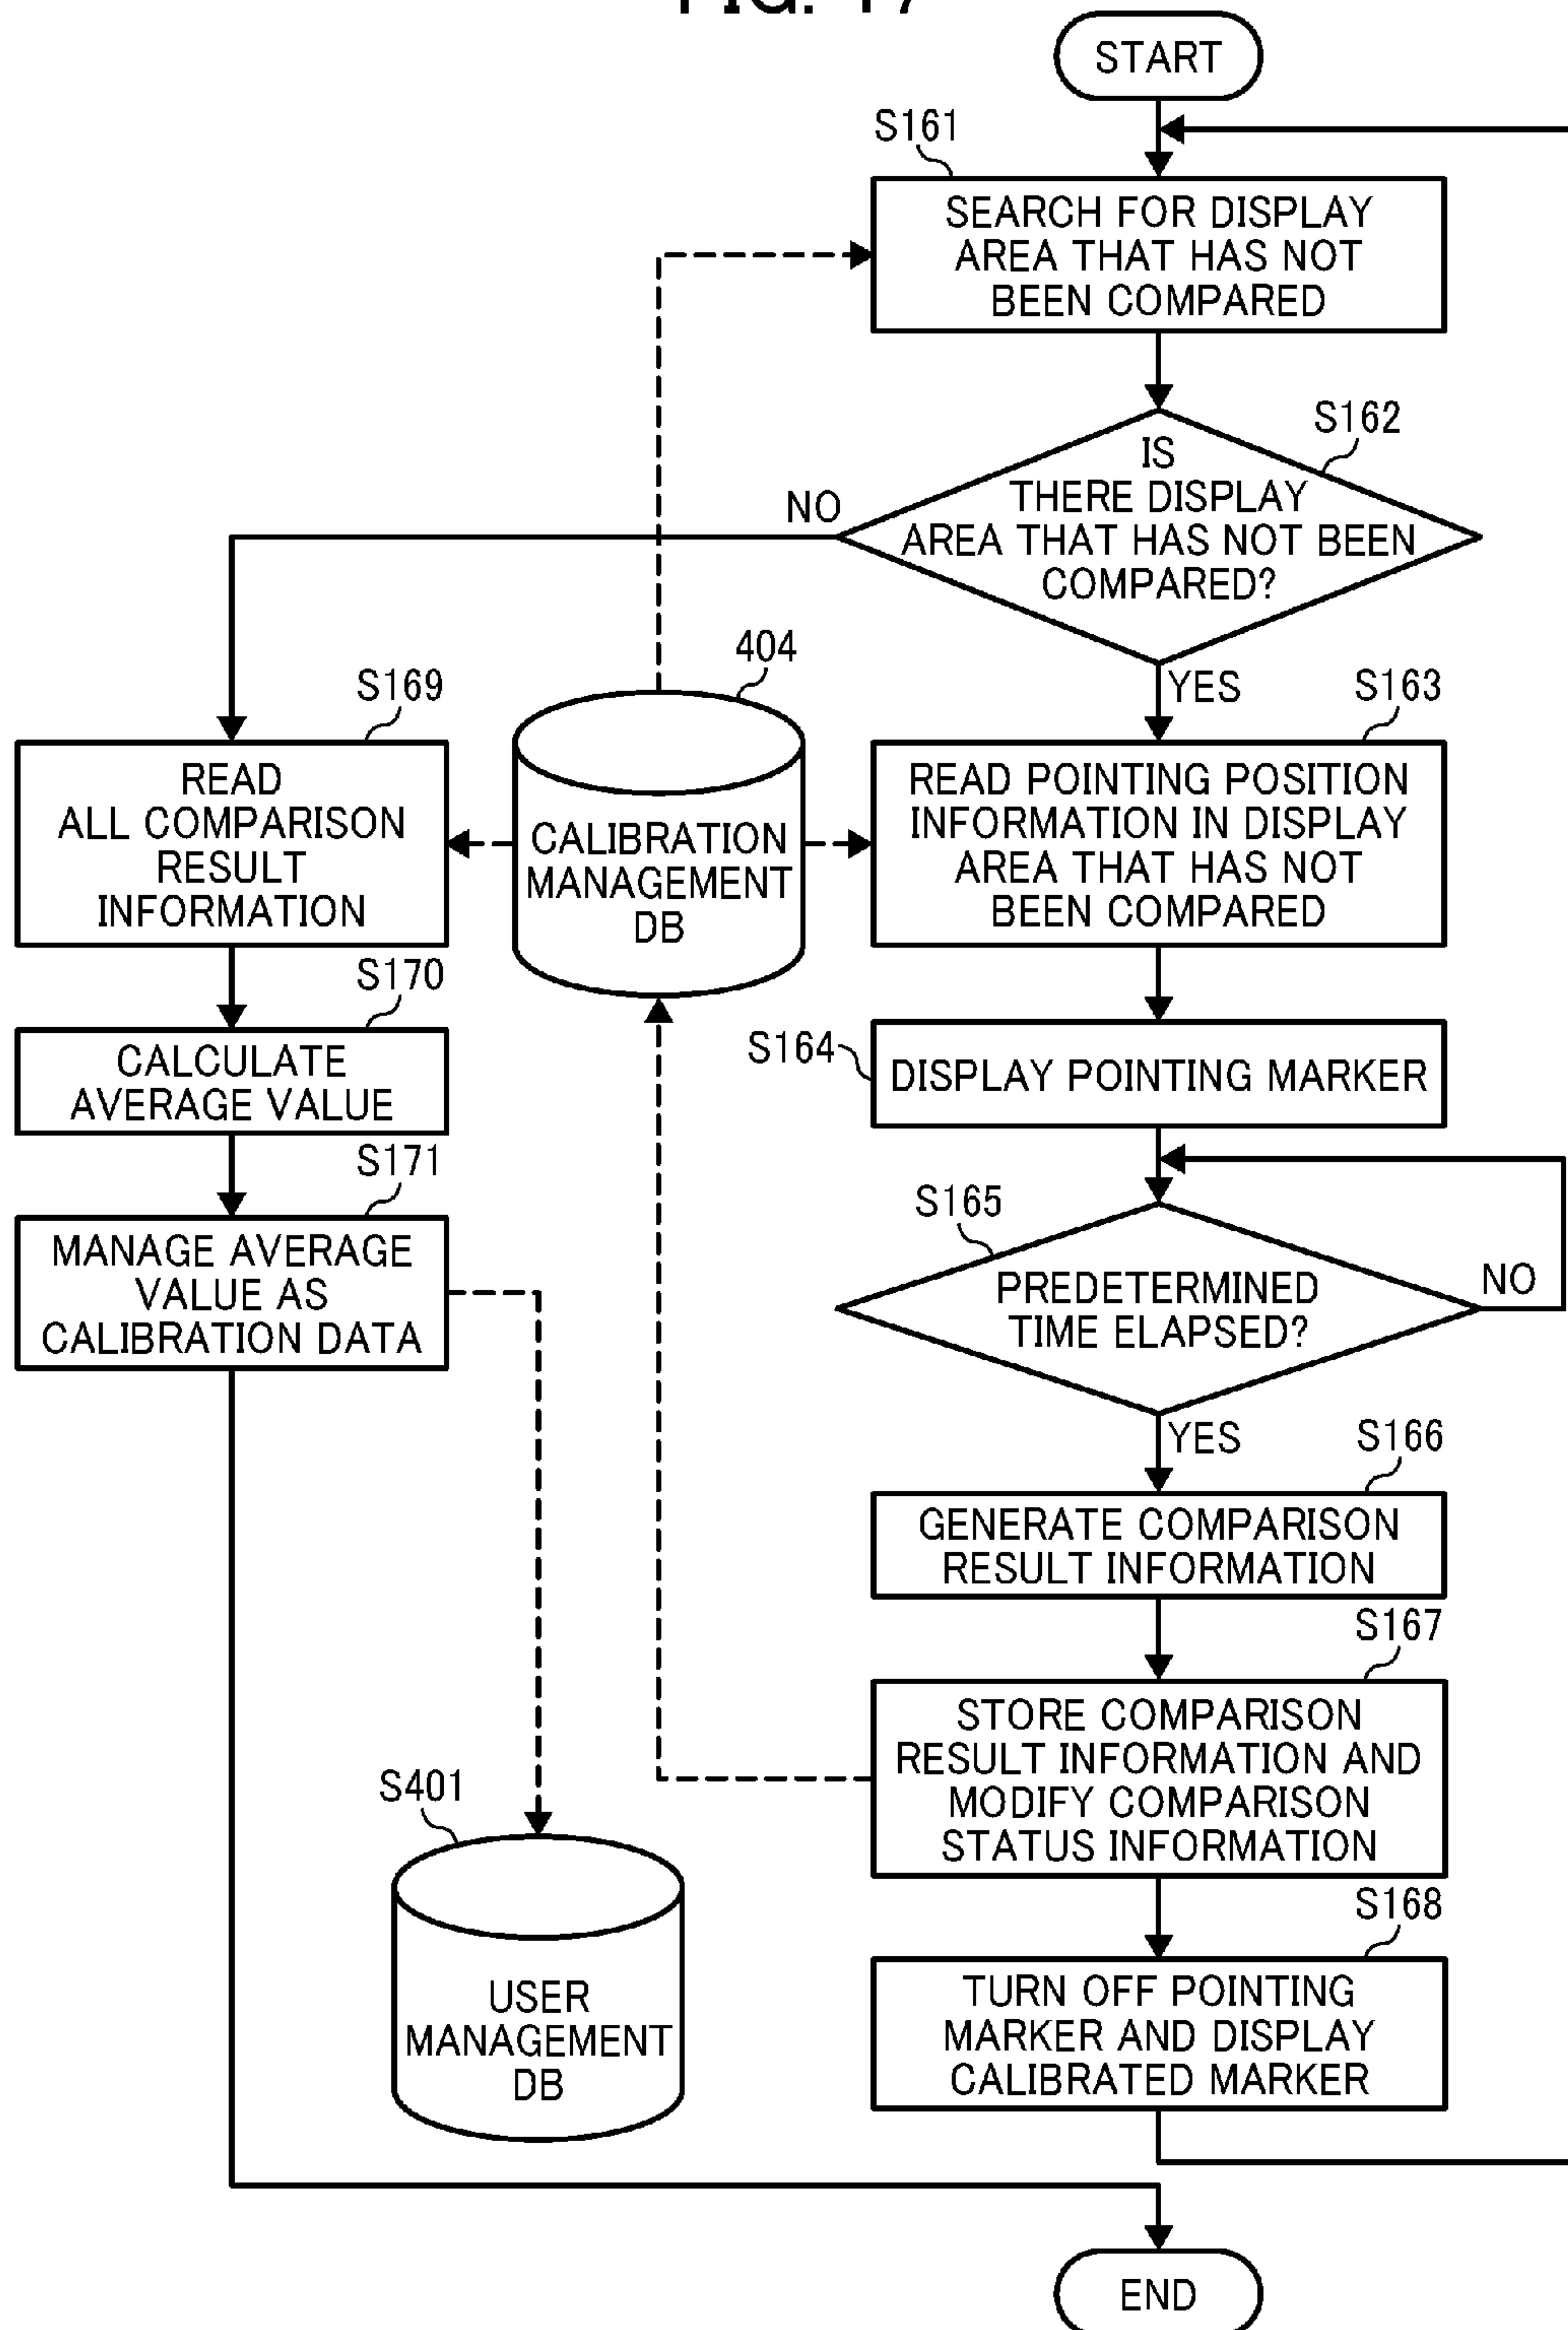 FIG. 17
START
S161
SEARCH FOR DISPLAY
AREA THAT HAS NOT
BEEN COMPARED
S162
IS
THERE DISPLAY
AREA THAT HAS NOT BEEN
COMPARED?
NO
YES
404
CALIBRATION
MANAGEMENT
DB
S169
READ
ALL COMPARISON
RESULT
INFORMATION
S163
READ POINTING POSITION
INFORMATION IN DISPLAY
AREA THAT HAS NOT
BEEN COMPARED
S170
CALCULATE
AVERAGE VALUE
S164
DISPLAY POINTING MARKER
S171
MANAGE AVERAGE
VALUE AS
CALIBRATION DATA
S165
PREDETERMINED
TIME ELAPSED?
NO
YES
S166
GENERATE COMPARISON
RESULT INFORMATION
S167
STORE COMPARISON
RESULT INFORMATION AND
MODIFY COMPARISON
STATUS INFORMATION
S401
USER
MANAGEMENT
DB
S168
TURN OFF POINTING
MARKER AND DISPLAY
CALIBRATED MARKER
END